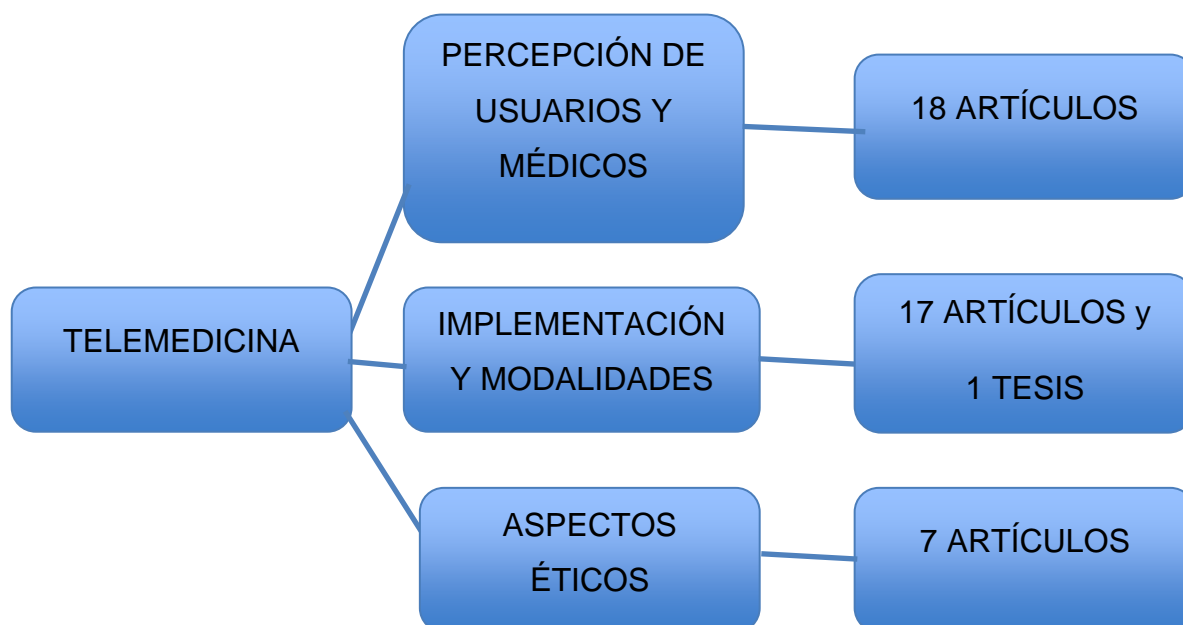 TELEMEDICINA
PERCEPCIÓN DE
USUARIOS Y
MÉDICOS
18 ARTÍCULOS
IMPLEMENTACIÓN
Y MODALIDADES
17 ARTÍCULOS y
1 TESIS
ASPECTOS
ÉTICOS
7 ARTÍCULOS